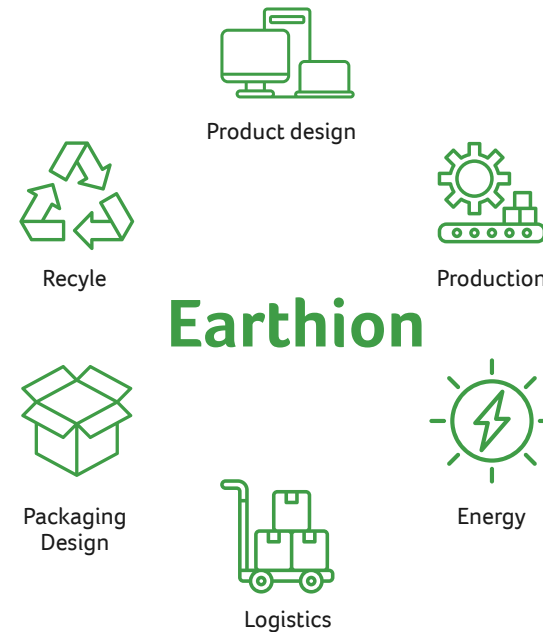 Product design
Recyle
Production
Earthion
Packaging
Design
Energy
Logistics